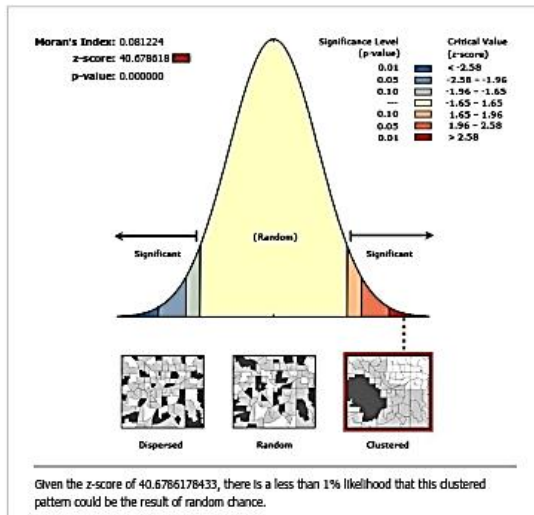 Moran's Index: 0.081224
z-score: 40.678618
p-value: 0.000000
Significance Level
(p-value)
Critical Value
(z-score)
0.01 < -2.58
0.05 -2.58 – -1.96
0.10 -1.96 – -1.65
— -1.65 – 1.65
0.10 1.65 – 1.96
0.05 1.96 – 2.58
0.01 > 2.58
(Random)
Significant
Significant
Dispersed
Random
Clustered
Given the z-score of 40.6786178433, there is a less than 1% likelihood that this clustered
pattern could be the result of random chance.